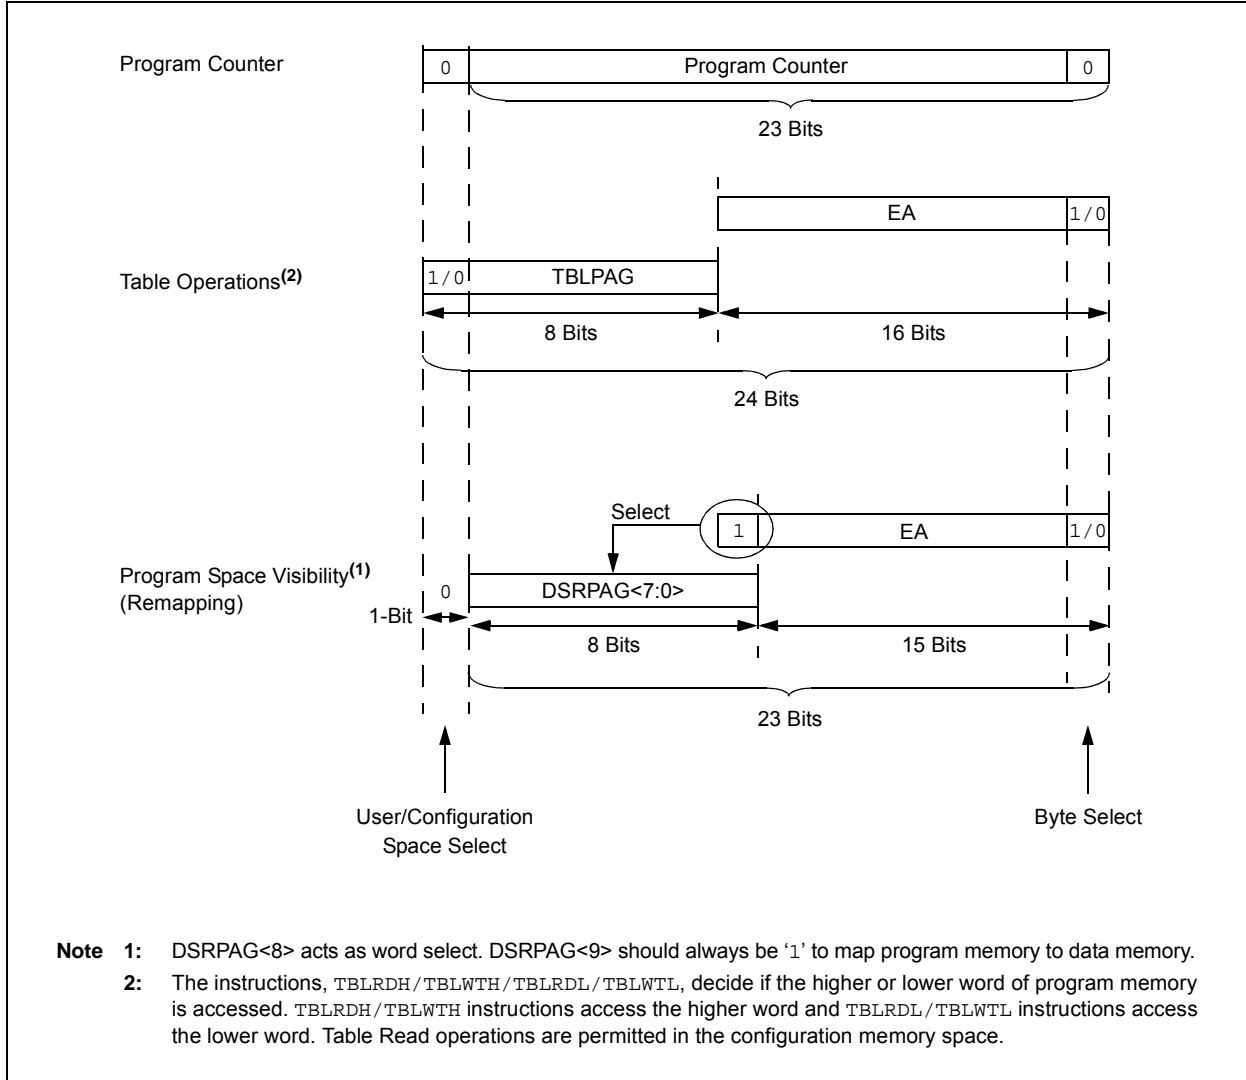 Program Counter
0 Program Counter 0
23 Bits
EA 1/0
Table Operations(2)
1/0 TBLPAG
8 Bits 16 Bits
24 Bits
Select
1 EA 1/0
Program Space Visibility(1)
(Remapping)
0 DSRPAG<7:0>
1-Bit
8 Bits 15 Bits
23 Bits
User/Configuration
Space Select
Byte Select
Note 1: DSRPAG<8> acts as word select. DSRPAG<9> should always be ‘1’ to map program memory to data memory.
2: The instructions, TBLRDH/TBLWTH/TBLRDL/TBLWTL, decide if the higher or lower word of program memory
is accessed. TBLRDH/TBLWTH instructions access the higher word and TBLRDL/TBLWTL instructions access
the lower word. Table Read operations are permitted in the configuration memory space.